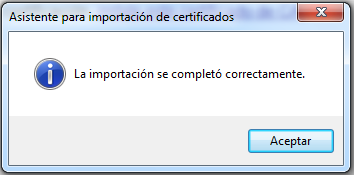 Asistente para importación de certificados
La importación se completó correctamente.
Aceptar